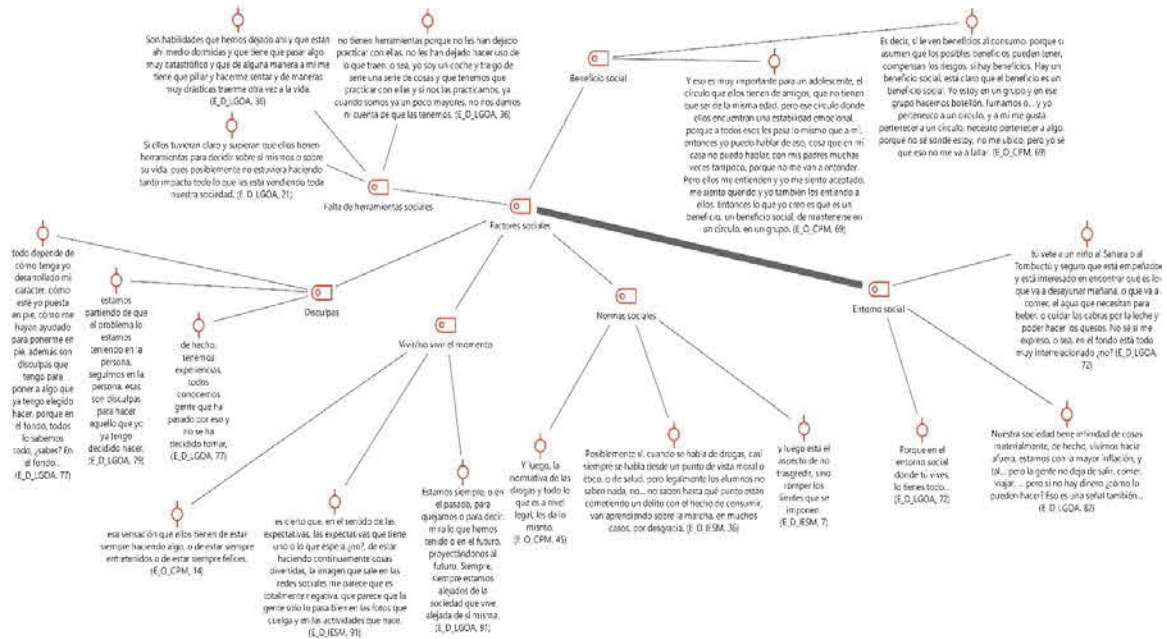 Son habilidades que hemos dejado ahí y que están
ahí medio dormidas y que tiene que pasar algo
muy catastrófico y que de alguna manera a mí me
tiene que pillar y hacerme sentar y de maneras
muy drásticas traerme otra vez a la vida.
(E_D_LGOA, 36)
no tienen herramientas porque no les han dejado
practicar con ellas, no les han dejado hacer uso de
lo que traen, o sea, yo soy un coche y traigo de
serie una serie de cosas y que tenemos que
practicar con ellas y si nos las practicamos, ya
cuando somos ya un poco mayores, no nos damos
ni cuenta de que las tenemos. (E_D_LGOA, 36)
Si ellos tuvieran claro y supieran que ellos tienen
herramientas para decidir sobre sí mismos o sobre
su vida, pues posiblemente no estuviera haciendo
tanto impacto todo lo que les está vendiendo toda
nuestra sociedad. (E_D_LGOA, 21)
Falta de herramientas sociales
Beneficio social
Y eso es muy importante para un adolescente, el
círculo que ellos tienen de amigos, que no tienen
que ser de la misma edad, pero ese círculo donde
ellos encuentran una estabilidad emocional,
porque a todos esos les pasa lo mismo que a mí,
entonces yo puedo hablar de eso, cosa que en mi
casa no puedo hablar, con mis padres muchas
veces tampoco, porque no me van a entender.
Pero ellos me entienden y yo me siento aceptado,
me siento querido y yo también los entiendo a
ellos. Entonces lo que yo creo es que es un
beneficio, un beneficio social, de mantenerse en
un círculo, en un grupo. (E_O_CPM, 69)
Es decir, sí le ven beneficios al consumo, porque si
asumen que los posibles beneficios pueden tener,
compensan los riesgos, sí hay beneficios. Hay un
beneficio social, está claro que el beneficio es un
beneficio social. Yo estoy en un grupo y en ese
grupo hacemos botellón, fumamos o... y yo
pertenezco a un círculo, y a mí me gusta
pertenecer a un círculo, necesito pertenecer a algo,
porque no sé sonde estoy, no me ubico, pero yo sé
que eso no me va a faltar. (E_O_CPM, 69)
Factores sociales
todo depende de
cómo tenga yo
desarrollado mi
carácter, cómo
esté yo puesta
en pie, cómo me
hayan ayudado
para ponerme en
pie, además son
disculpas que
tengo para
poner a algo que
ya tengo elegido
hacer, porque en
el fondo, todos
lo sabemos
todo, ¿sabes? En
el fondo...
(E_D_LGOA, 77)
estamos
partiendo de que
el problema lo
estamos
teniendo en la
persona,
seguimos en la
persona, esas
son disculpas
para hacer
aquello que yo
ya tengo
decidido hacer.
(E_D_LGOA, 79)
de hecho,
tenemos
experiencias,
todos
conocemos
gente que ha
pasado por eso y
no se ha
decidido tomar,
(E_D_LGOA, 77)
Disculpas
Vivir/no vivir el momento
Normas sociales
Entorno social
tú vete a un niño al Sahara o al
Tombuctú y seguro que está empeñado
y está interesado en encontrar qué es lo
que va a desayunar mañana, o qué va a
comer, el agua que necesitan para
beber, o cuidar las cabras por la leche y
poder hacer los quesos. No sé si me
expreso, o sea, en el fondo está todo
muy interrelacionado ¿no? (E_D_LGOA,
72)
esa sensación que ellos tienen de estar
siempre haciendo algo, o de estar siempre
entretenidos o de estar siempre felices.
(E_O_CPM, 14)
es cierto que, en el sentido de las
expectativas, las expectativas que tiene
uno o lo que espera ¿no?, de estar
haciendo continuamente cosas
divertidas, la imagen que sale en las
redes sociales me parece que es
totalmente negativa, que parece que la
gente solo lo pasa bien en las fotos que
cuelga y en las actividades que hace.
(E_D_IESM, 91)
Estamos siempre, o en
el pasado, para
quejarnos o para decir,
mira lo que hemos
tenido o en el futuro,
proyectándonos al
futuro. Siempre,
siempre estamos
alejados de la
sociedad que vive
alejada de sí misma.
(E_D_LGOA, 91)
Y luego, la
normativa de las
drogas y todo lo
que es a nivel
legal, les da lo
mismo.
(E_O_CPM, 45)
Posiblemente sí, cuando se habla de drogas, casi
siempre se habla desde un punto de vista moral o
ético, o de salud, pero legalmente los alumnos no
saben nada, no... no saben hasta qué punto están
cometiendo un delito con el hecho de consumir,
van aprendiendo sobre la marcha, en muchos
casos, por desgracia. (E_D_IESM, 36)
y luego está el
aspecto de no
trasgredir, sino
romper los
límites que se
imponen.
(E_D_IESM, 7)
Porque en el
entorno social
donde tú vives,
lo tienes todo...
(E_D_LGOA, 72)
Nuestra sociedad tiene infinidad de cosas
materialmente, de hecho, vivimos hacia
afuera, estamos con la mayor inflación, y
tal... pero la gente no deja de salir, comer,
viajar, ... pero si no hay dinero ¿cómo lo
pueden hacer? Eso es una señal también...
(E_D_LGOA, 82)